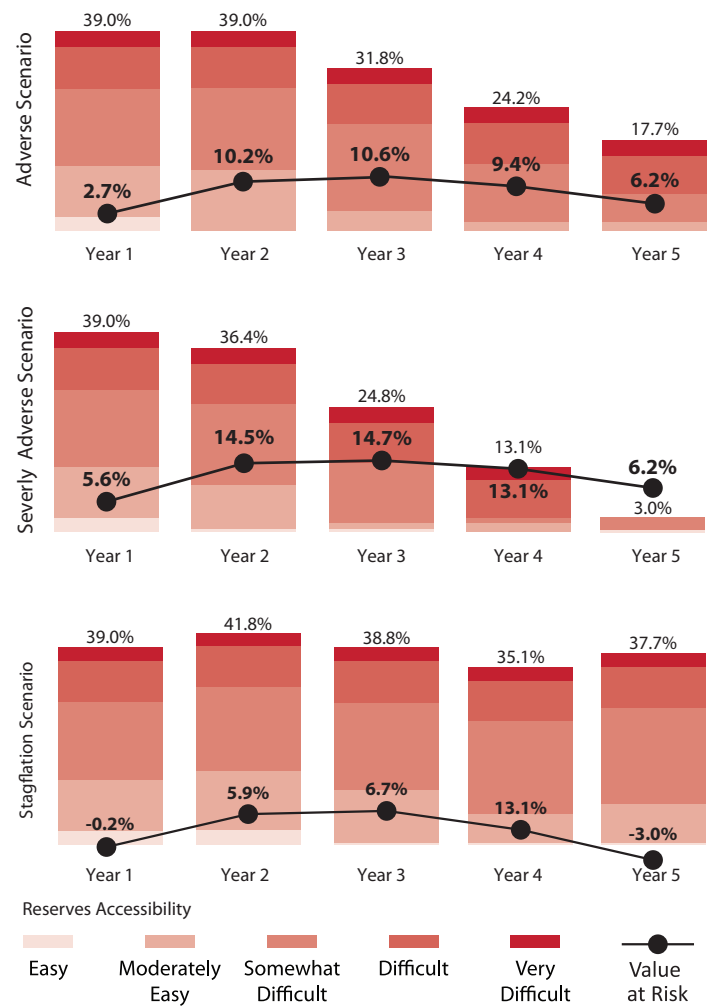 Adverse Scenario
39.0%
39.0%
31.8%
24.2%
17.7%
2.7%
10.2%
10.6%
9.4%
6.2%
Year 1
Year 2
Year 3
Year 4
Year 5
Severly Adverse Scenario
39.0%
36.4%
24.8%
13.1%
3.0%
5.6%
14.5%
14.7%
13.1%
6.2%
Year 1
Year 2
Year 3
Year 4
Year 5
Stagflation Scenario
39.0%
41.8%
38.8%
35.1%
37.7%
-0.2%
5.9%
6.7%
13.1%
-3.0%
Year 1
Year 2
Year 3
Year 4
Year 5
Reserves Accessibility
Easy
Moderately
Easy
Somewhat
Difficult
Difficult
Very
Difficult
Value
at Risk